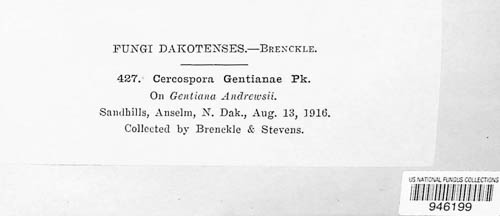 FUNGI DAKOTENSES.—BRENCKLE.
427. Cercospora Gentianae Pk.
On Gentiana Andrewsii.
Sandhills, Anselm, N. Dak., Aug. 13, 1916.
Collected by Brenckle & Stevens.
US NATIONAL FUNGUS COLLECTIONS
946199